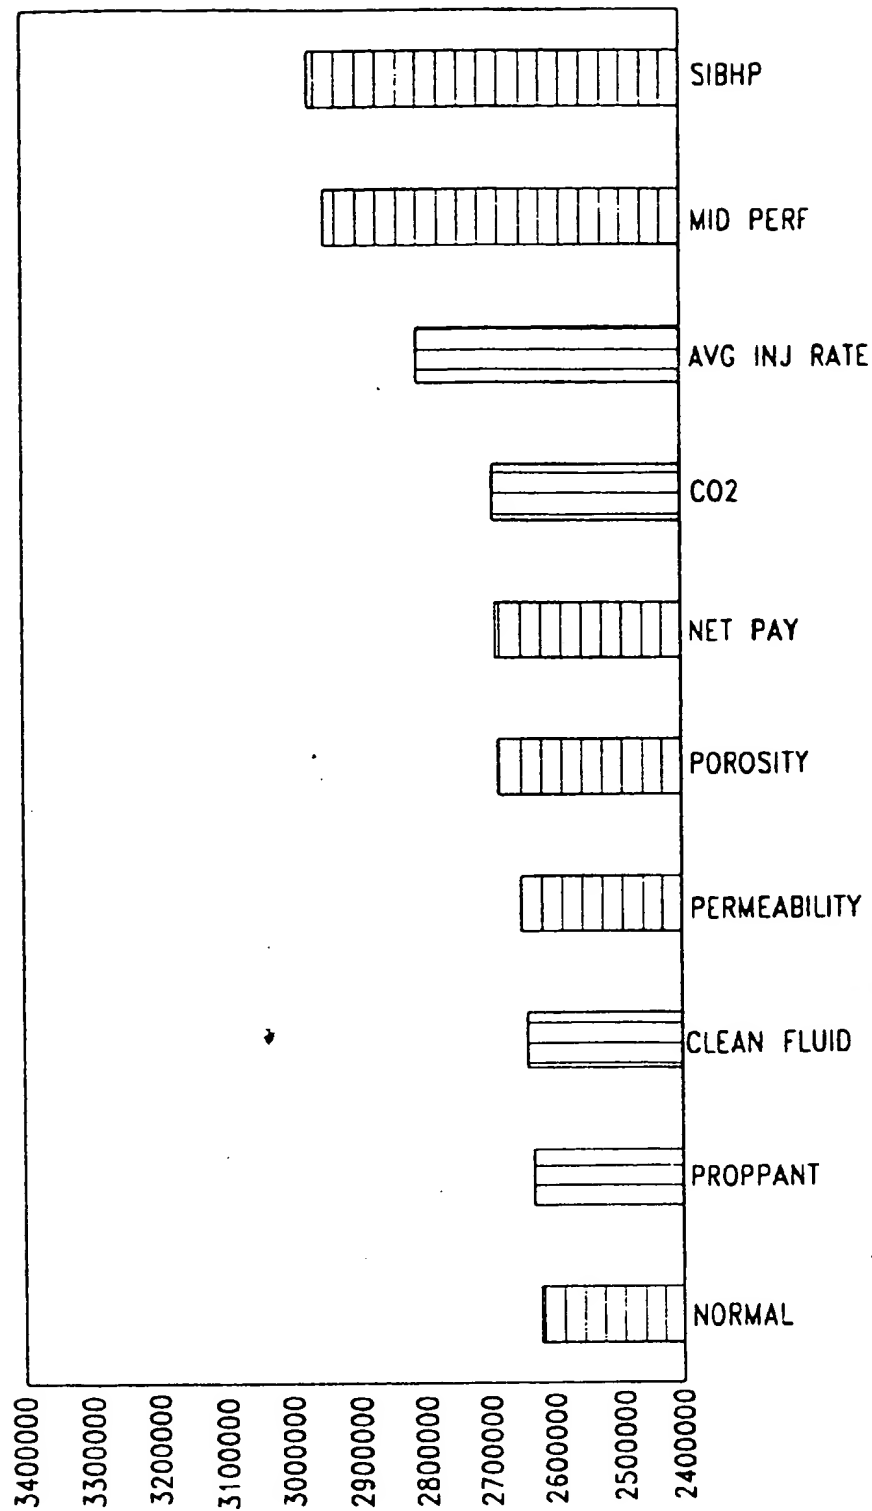 SIBHP
MID PERF
AVG INJ RATE
CO2
NET PAY
POROSITY
PERMEABILITY
CLEAN FLUID
PROPPANT
NORMAL
3400000
3300000
3200000
3100000
3000000
2900000
2800000
2700000
2600000
2500000
2400000